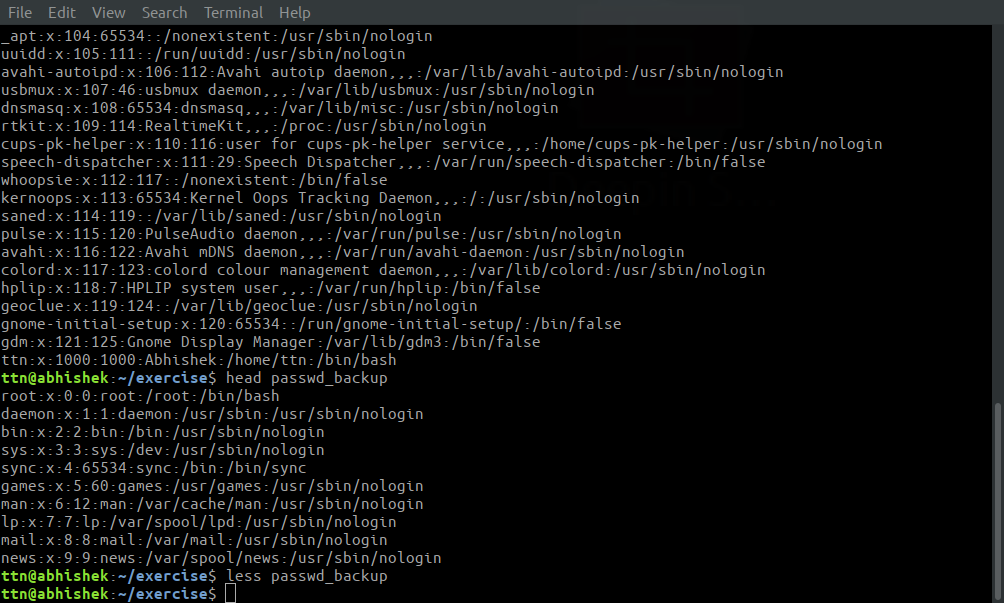 File Edit View Search Terminal Help
_apt:x:104:65534::/nonexistent:/usr/sbin/nologin
uuidd:x:105:111::/run/uuidd:/usr/sbin/nologin
avahi-autoipd:x:106:112:Avahi autoip daemon,,,:/var/lib/avahi-autoipd:/usr/sbin/nologin
usbmux:x:107:46:usbmux daemon,,,:/var/lib/usbmux:/usr/sbin/nologin
dnsmasq:x:108:65534:dnsmasq,,,:/var/lib/misc:/usr/sbin/nologin
rtkit:x:109:114:RealtimeKit,,,:/proc:/usr/sbin/nologin
cups-pk-helper:x:110:116:user for cups-pk-helper service,,,:/home/cups-pk-helper:/usr/sbin/nologin
speech-dispatcher:x:111:29:Speech Dispatcher,,,:/var/run/speech-dispatcher:/bin/false
whoopsie:x:112:117::/nonexistent:/bin/false
kernoops:x:113:65534:Kernel Oops Tracking Daemon,,,:/:/usr/sbin/nologin
saned:x:114:119::/var/lib/saned:/usr/sbin/nologin
pulse:x:115:120:PulseAudio daemon,,,:/var/run/pulse:/usr/sbin/nologin
avahi:x:116:122:Avahi mDNS daemon,,,:/var/run/avahi-daemon:/usr/sbin/nologin
colord:x:117:123:colord colour management daemon,,,:/var/lib/colord:/usr/sbin/nologin
hplip:x:118:7:HPLIP system user,,,:/var/run/hplip:/bin/false
geoclue:x:119:124::/var/lib/geoclue:/usr/sbin/nologin
gnome-initial-setup:x:120:65534::/run/gnome-initial-setup/:/bin/false
gdm:x:121:125:Gnome Display Manager:/var/lib/gdm3:/bin/false
ttn:x:1000:1000:Abhishek:/home/ttn:/bin/bash
ttn@abhishek:~/exercise$ head passwd_backup
root:x:0:0:root:/root:/bin/bash
daemon:x:1:1:daemon:/usr/sbin:/usr/sbin/nologin
bin:x:2:2:bin:/bin:/usr/sbin/nologin
sys:x:3:3:sys:/dev:/usr/sbin/nologin
sync:x:4:65534:sync:/bin:/bin/sync
games:x:5:60:games:/usr/games:/usr/sbin/nologin
man:x:6:12:man:/var/cache/man:/usr/sbin/nologin
lp:x:7:7:lp:/var/spool/lpd:/usr/sbin/nologin
mail:x:8:8:mail:/var/mail:/usr/sbin/nologin
news:x:9:9:news:/var/spool/news:/usr/sbin/nologin
ttn@abhishek:~/exercise$ less passwd_backup
ttn@abhishek:~/exercise$